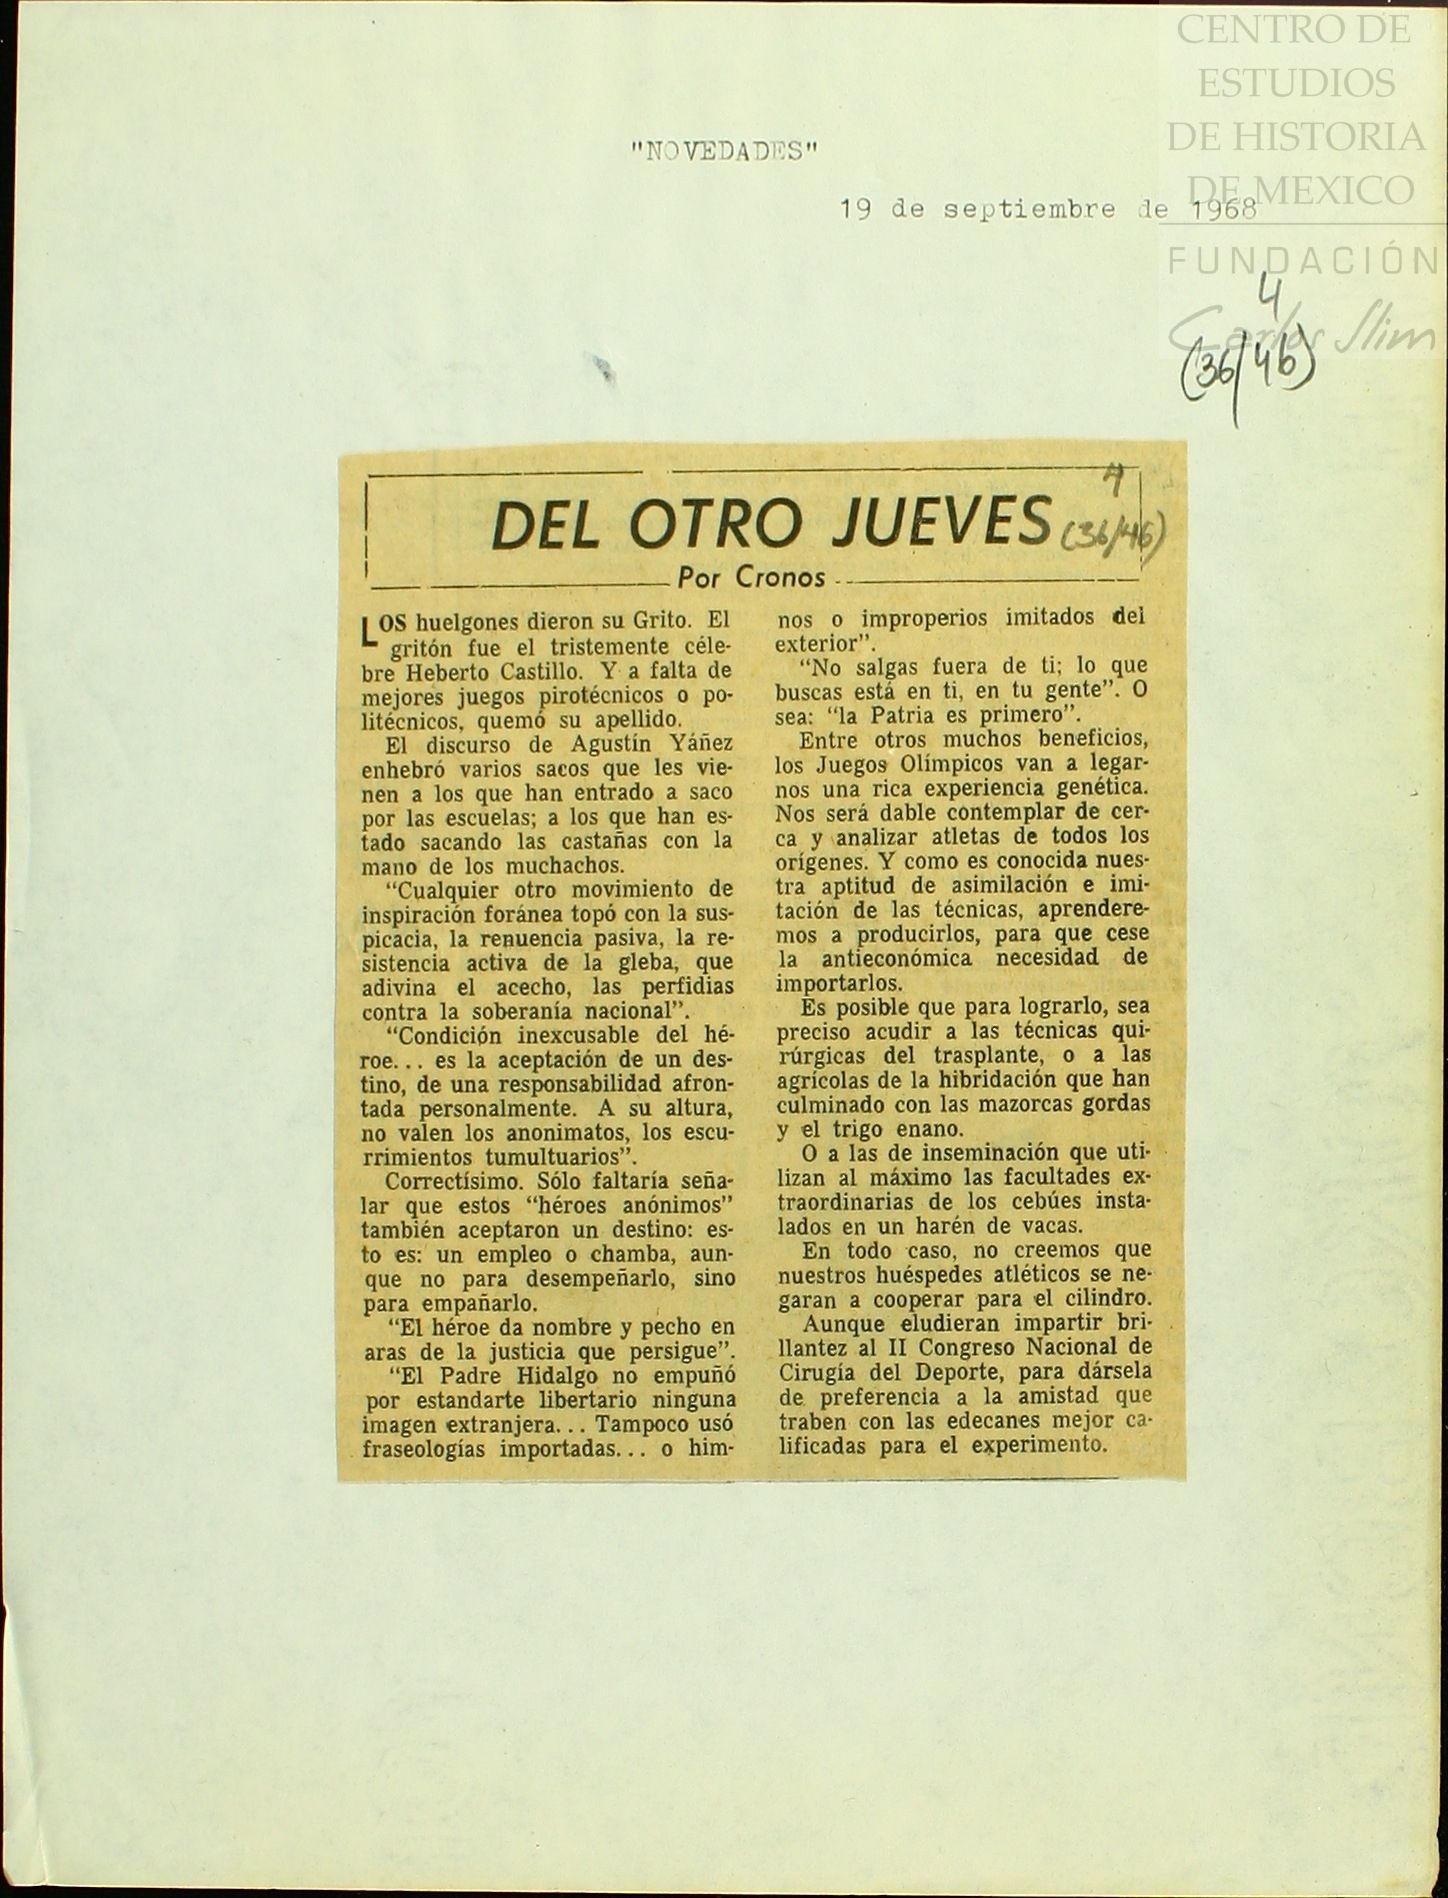 CENTRO DE
ESTUDIOS
DE HISTORIA
DE MEXICO
FUNDACIÓN
Carlos Slim
"NOVEDADES"
19 de septiembre de 1968
4
(36/46)
4
DEL OTRO JUEVES (36/46)
Por Cronos
LOS huelgones dieron su Grito. El
gritón fue el tristemente céle-
bre Heberto Castillo. Y a falta de
mejores juegos pirotécnicos o po-
litécnicos, quemó su apellido.
El discurso de Agustín Yáñez
enhebró varios sacos que les vie-
nen a los que han entrado a saco
por las escuelas; a los que han es-
tado sacando las castañas con la
mano de los muchachos.
"Cualquier otro movimiento de
inspiración foránea topó con la sus-
picacia, la renuencia pasiva, la re-
sistencia activa de la gleba, que
adivina el acecho, las perfidias
contra la soberanía nacional".
"Condición inexcusable del hé-
roe... es la aceptación de un des-
tino, de una responsabilidad afron-
tada personalmente. A su altura,
no valen los anonimatos, los escu-
rrimientos tumultuarios".
Correctísimo. Sólo faltaría seña-
lar que estos "héroes anónimos"
también aceptaron un destino: es-
to es: un empleo o chamba, aun-
que no para desempeñarlo, sino
para empañarlo.
"El héroe da nombre y pecho en
aras de la justicia que persigue".
"El Padre Hidalgo no empuñó
por estandarte libertario ninguna
imagen extranjera... Tampoco usó
fraseologías importadas... o him-
nos o improperios imitados del
exterior".
"No salgas fuera de ti; lo que
buscas está en ti, en tu gente". O
sea: "la Patria es primero".
Entre otros muchos beneficios,
los Juegos Olímpicos van a legar-
nos una rica experiencia genética.
Nos será dable contemplar de cer-
ca y analizar atletas de todos los
orígenes. Y como es conocida nues-
tra aptitud de asimilación e imi-
tación de las técnicas, aprendere-
mos a producirlos, para que cese
la antieconómica necesidad de
importarlos.
Es posible que para lograrlo, sea
preciso acudir a las técnicas qui-
rúrgicas del trasplante, o a las
agrícolas de la hibridación que han
culminado con las mazorcas gordas
y el trigo enano.
O a las de inseminación que uti-
lizan al máximo las facultades ex-
traordinarias de los cebúes insta-
lados en un harén de vacas.
En todo caso, no creemos que
nuestros huéspedes atléticos se ne-
garan a cooperar para el cilindro.
Aunque eludieran impartir bri-
llantez al II Congreso Nacional de
Cirugía del Deporte, para dársela
de preferencia a la amistad que
traben con las edecanes mejor ca-
lificadas para el experimento.